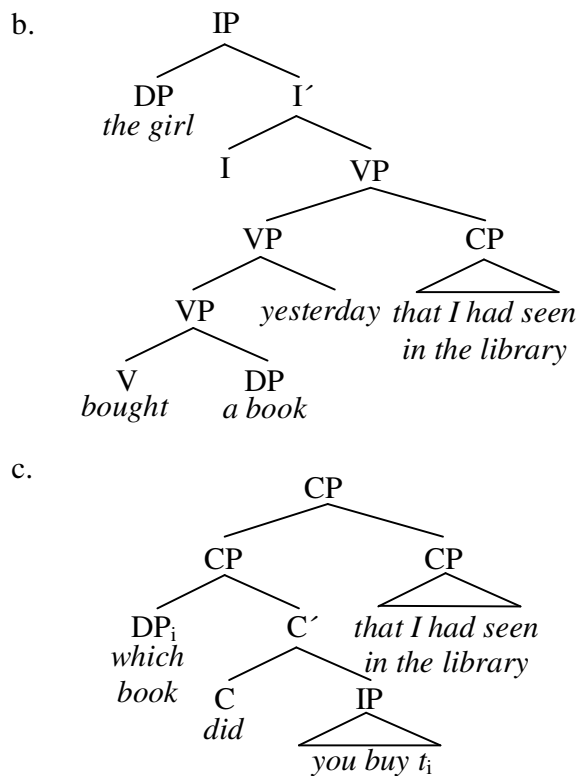 b.
IP
DP I´
the girl
I VP
VP CP
VP yesterday that I had seen
in the library
V DP
bought a book
c.
CP
CP CP
DPi C´ that I had seen
which in the library
book C IP
did
you buy ti